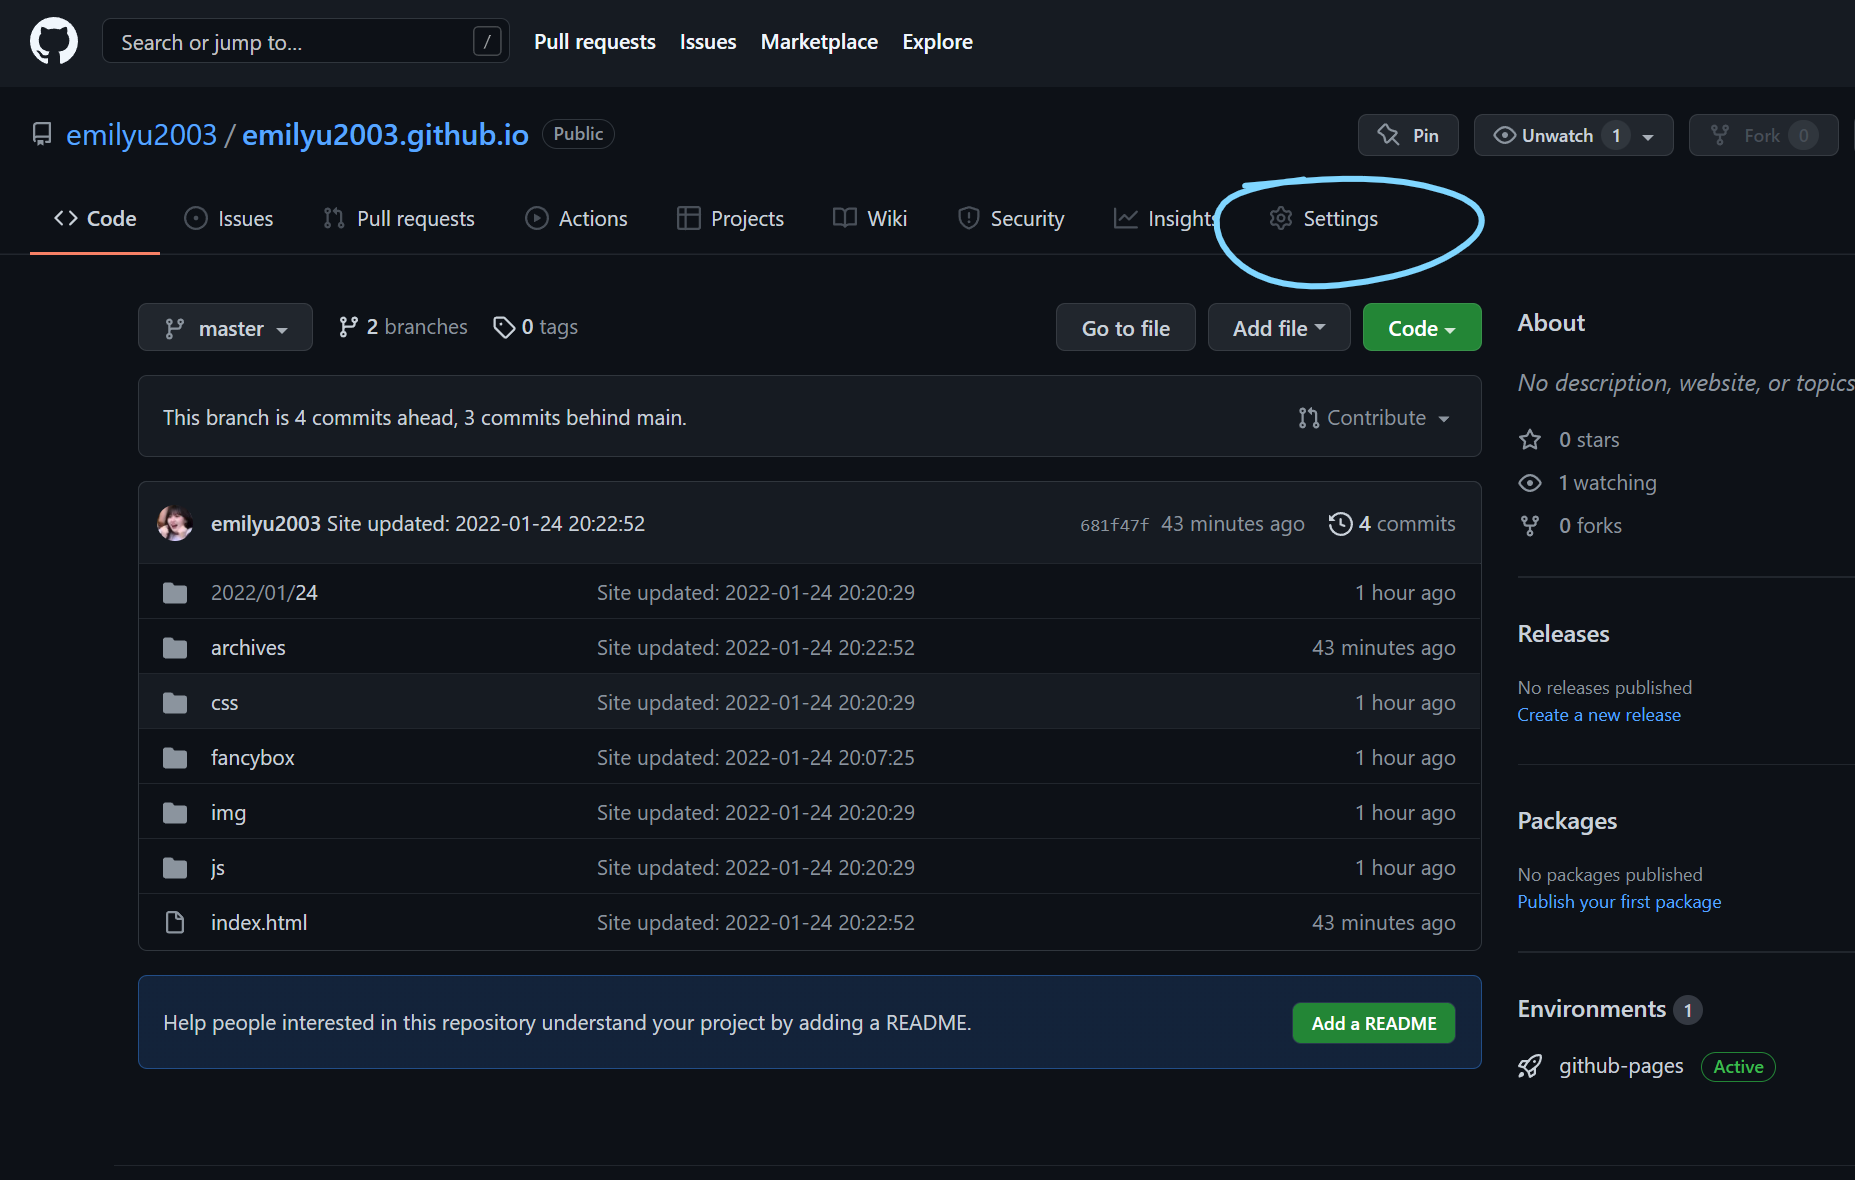 Search or jump to... /
Pull requests Issues Marketplace Explore
emilyu2003 / emilyu2003.github.io Public
Pin Unwatch 1 Fork 0
Code Issues Pull requests Actions Projects Wiki Security Insights Settings
master 2 branches 0 tags Go to file Add file Code
This branch is 4 commits ahead, 3 commits behind main. Contribute
emilyu2003 Site updated: 2022-01-24 20:22:52 681f47f 43 minutes ago 4 commits
2022/01/24 Site updated: 2022-01-24 20:20:29 1 hour ago
archives Site updated: 2022-01-24 20:22:52 43 minutes ago
css Site updated: 2022-01-24 20:20:29 1 hour ago
fancybox Site updated: 2022-01-24 20:07:25 1 hour ago
img Site updated: 2022-01-24 20:20:29 1 hour ago
js Site updated: 2022-01-24 20:20:29 1 hour ago
index.html Site updated: 2022-01-24 20:22:52 43 minutes ago
Help people interested in this repository understand your project by adding a README. Add a README
About
No description, website, or topics
0 stars
1 watching
0 forks
Releases
No releases published
Create a new release
Packages
No packages published
Publish your first package
Environments 1
github-pages Active